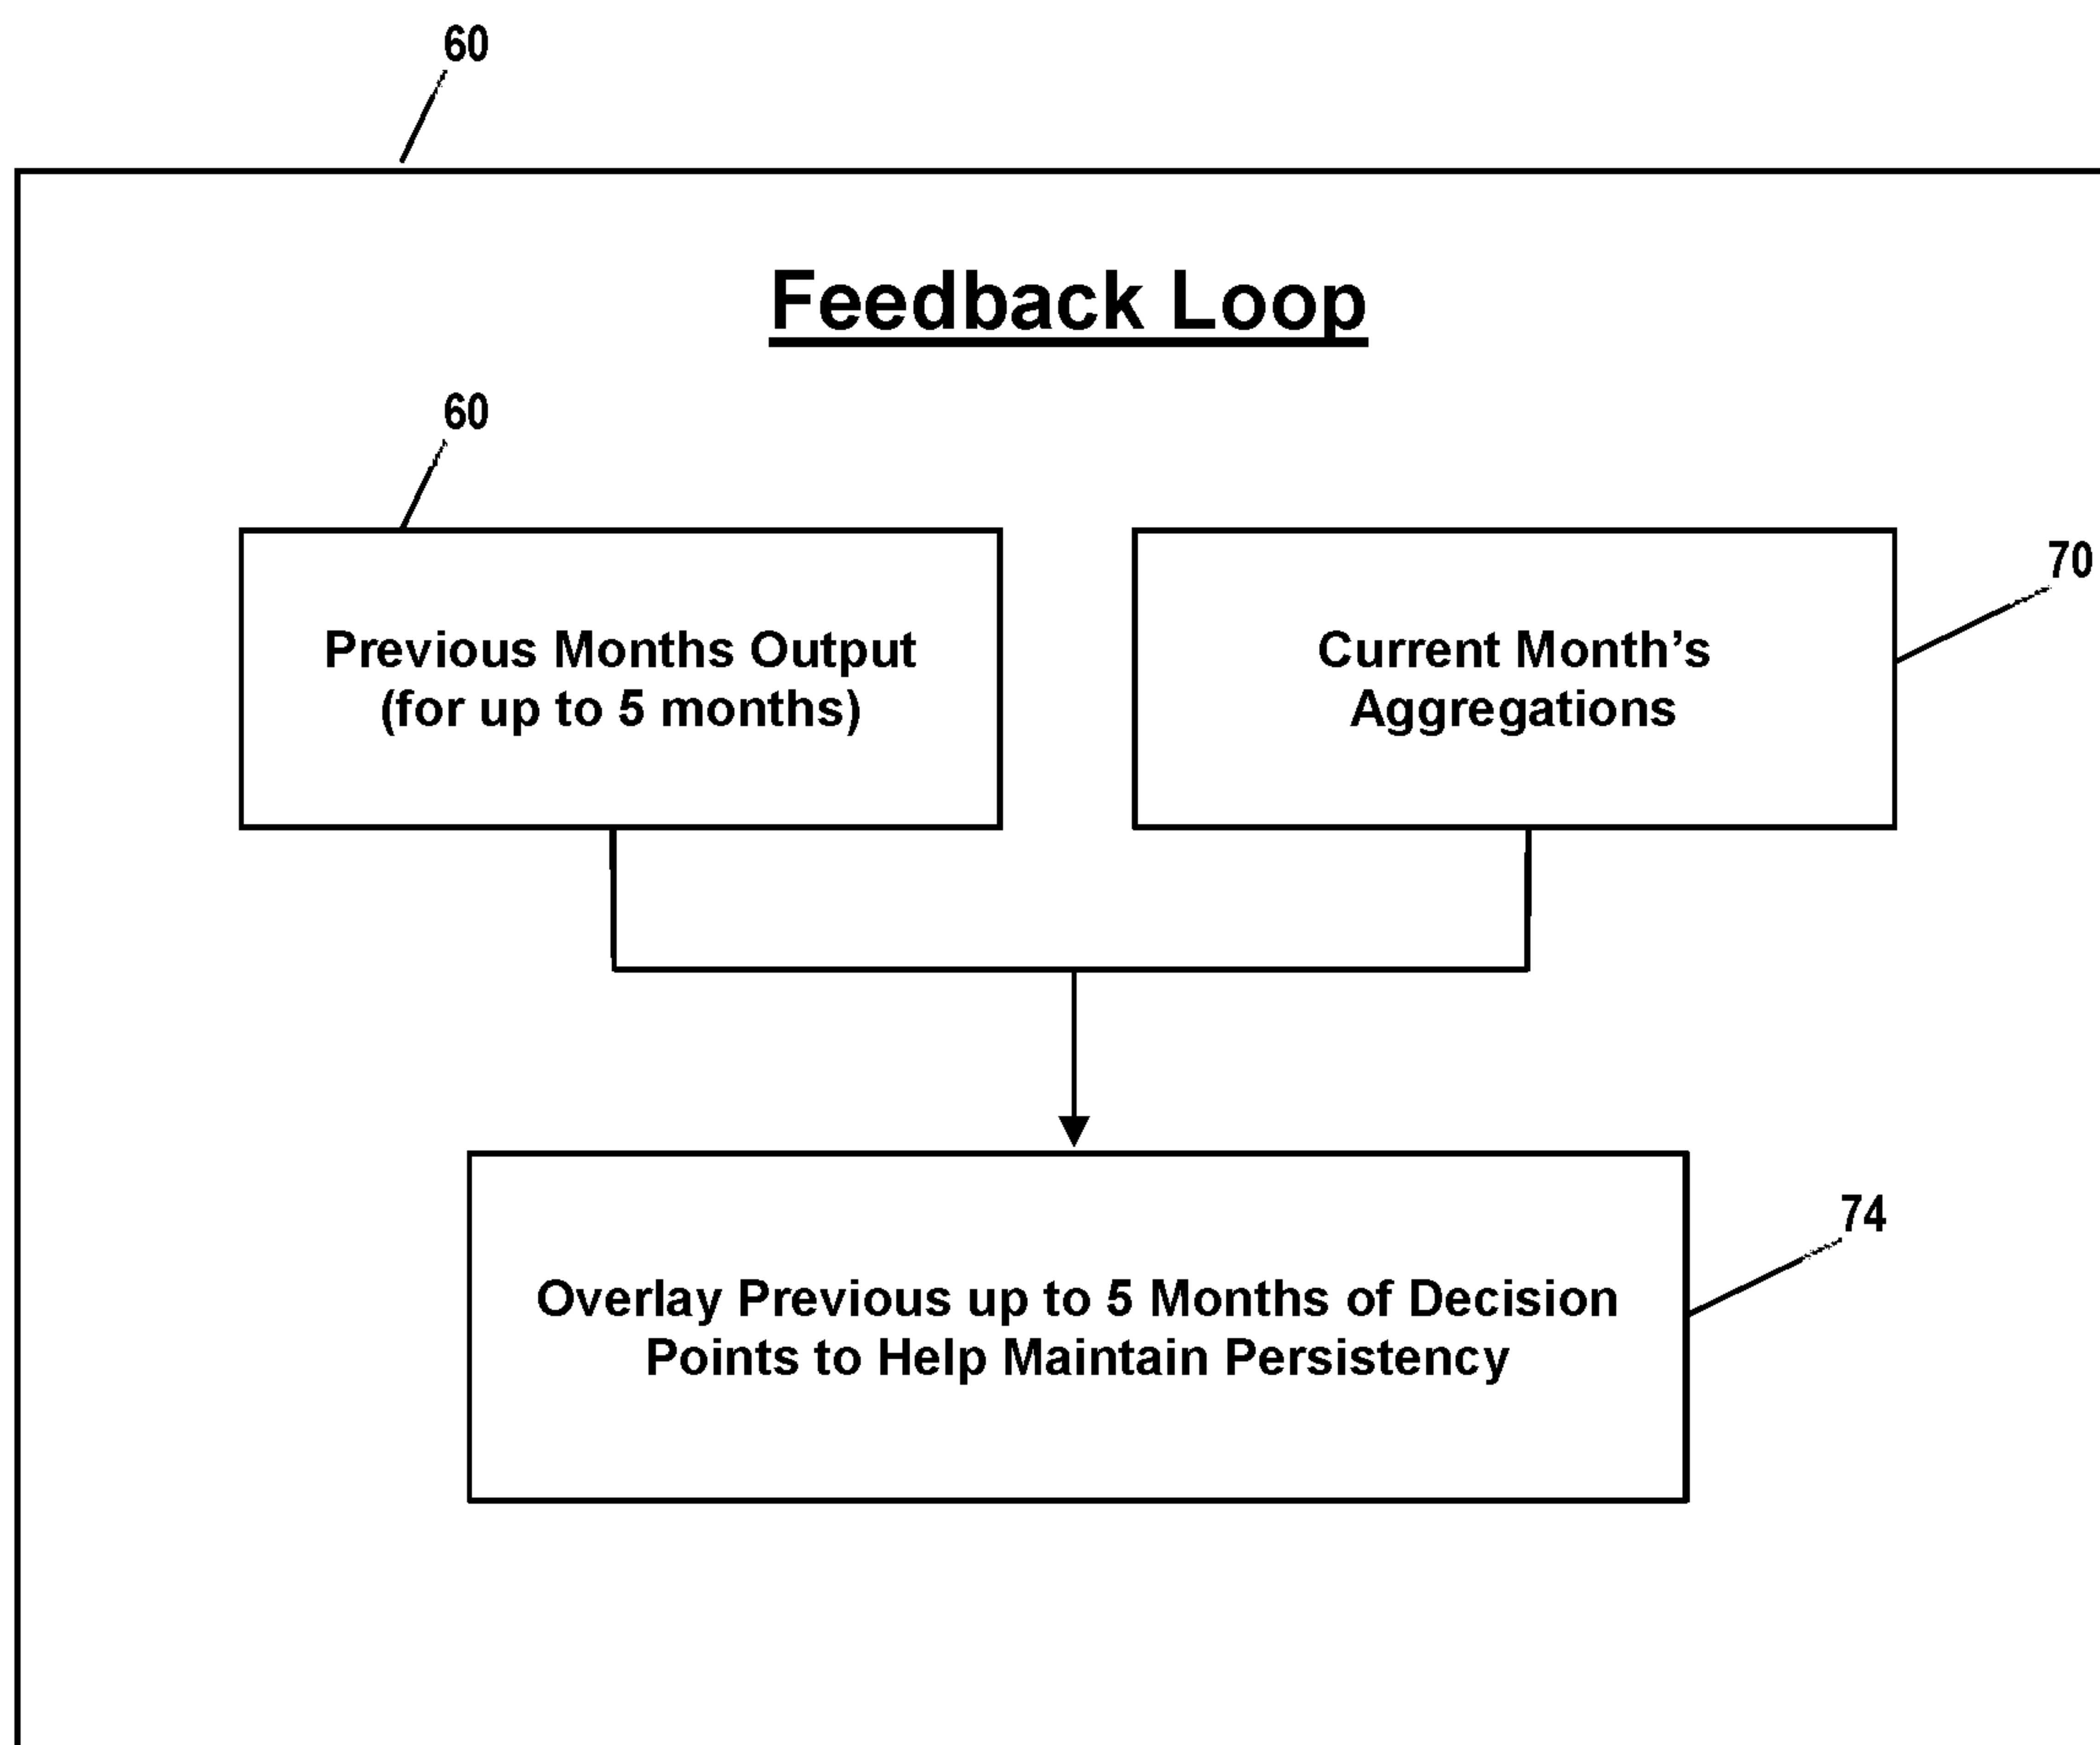 60
Feedback Loop
60
Previous Months Output
(for up to 5 months)
Current Month’s
Aggregations
70
Overlay Previous up to 5 Months of Decision
Points to Help Maintain Persistency
74